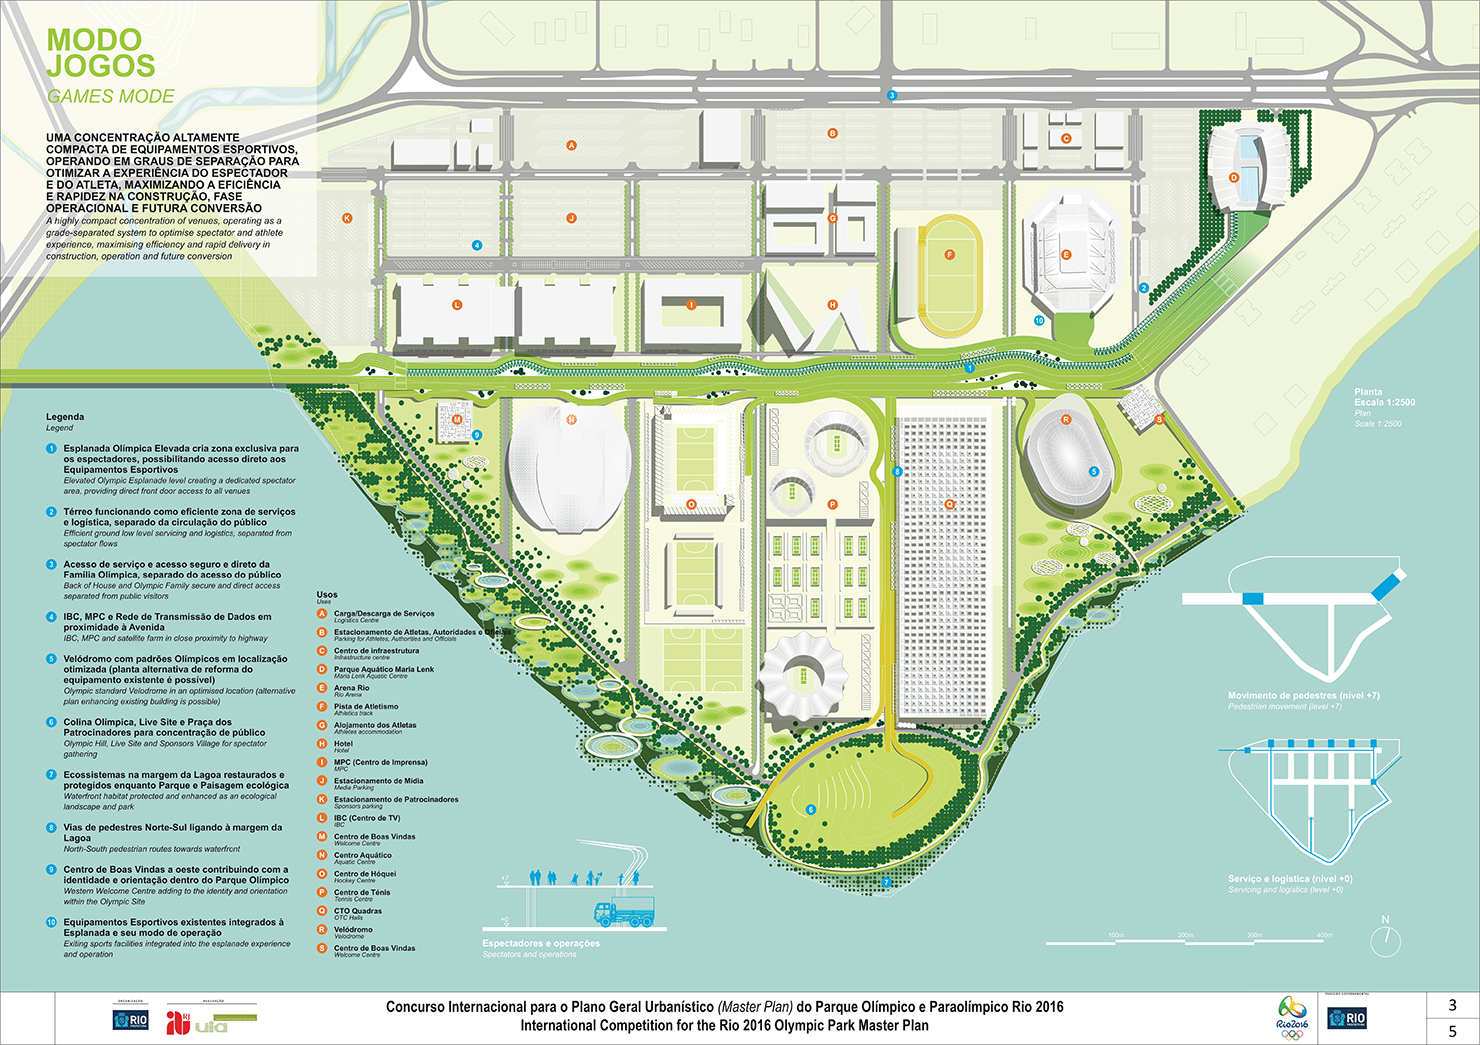 MODO
JOGOS
GAMES MODE
UMA CONCENTRAÇÃO ALTAMENTE
COMPACTA DE EQUIPAMENTOS ESPORTIVOS,
OPERANDO EM GRAUS DE SEPARAÇÃO PARA
OTIMIZAR A EXPERIÊNCIA DO ESPECTADOR
E DO ATLETA, MAXIMIZANDO A EFICIÊNCIA
E RAPIDEZ NA CONSTRUÇÃO, FASE
OPERACIONAL E FUTURA CONVERSÃO
A highly compact concentration of venues, operating as a
grade-separated system to optimise spectator and athlete
experience, maximising efficiency and rapid delivery in
construction, operation and future conversion
3
A
B
C
D
K
J
4
G
F
E
2
L
I
H
10
1
M
9
N
R
5
S
8
O
P
Q
6
7
Planta
Escala 1:2500
Plan
Scale 1:2500
Legenda
Legend
1 Esplanada Olímpica Elevada cria zona exclusiva para
os espectadores, possibilitando acesso direto aos
Equipamentos Esportivos
Elevated Olympic Esplanade level creating a dedicated spectator
area, providing direct front door access to all venues
2 Térreo funcionando como eficiente zona de serviços
e logística, separado da circulação do público
Efficient ground low level servicing and logistics, separated from
spectator flows
3 Acesso de serviço e acesso seguro e direto da
Família Olímpica, separado do acesso do público
Back of House and Olympic Family secure and direct access
separated from public visitors
4 IBC, MPC e Rede de Transmissão de Dados em
proximidade à Avenida
IBC, MPC and satellite farm in close proximity to highway
5 Velódromo com padrões Olímpicos em localização
otimizada (planta alternativa de reforma do
equipamento existente é possível)
Olympic standard Velodrome in an optimised location (alternative
plan enhancing existing building is possible)
6 Colina Olímpica, Live Site e Praça dos
Patrocinadores para concentração de público
Olympic Hill, Live Site and Sponsors Village for spectator
gathering
7 Ecossistemas na margem da Lagoa restaurados e
protegidos enquanto Parque e Paisagem ecológica
Waterfront habitat protected and enhanced as an ecological
landscape and park
8 Vias de pedestres Norte-Sul ligando à margem da
Lagoa
North-South pedestrian routes towards waterfront
9 Centro de Boas Vindas a oeste contribuindo com a
identidade e orientação dentro do Parque Olímpico
Western Welcome Centre adding to the identity and orientation
within the Olympic Site
10 Equipamentos Esportivos existentes integrados à
Esplanada e seu modo de operação
Exiting sports facilities integrated into the esplanade experience
and operation
Usos
Uses
A Carga/Descarga de Serviços
Logistics Centre
B Estacionamento de Atletas, Autoridades e Oficiais
Parking for Athletes, Authorities and Officials
C Centro de infraestrutura
Infrastructure centre
D Parque Aquático Maria Lenk
Maria Lenk Aquatic Centre
E Arena Rio
Rio Arena
F Pista de Atletismo
Athletics track
G Alojamento dos Atletas
Athletes accommodation
H Hotel
Hotel
I MPC (Centro de Imprensa)
MPC
J Estacionamento de Mídia
Media Parking
K Estacionamento de Patrocinadores
Sponsors parking
L IBC (Centro de TV)
IBC
M Centro de Boas Vindas
Welcome Centre
N Centro Aquático
Aquatic Centre
O Centro de Hóquei
Hockey Centre
P Centro de Tênis
Tennis Centre
Q CTO Quadras
OTC Halls
R Velódromo
Velodrome
S Centro de Boas Vindas
Welcome Centre
+7
+0
Espectadores e operações
Spectators and operations
Movimento de pedestres (nível +7)
Pedestrian movement (level +7)
Serviço e logística (nível +0)
Servicing and logistics (level +0)
100m 200m 300m 400m
N
ORGANIZAÇÃO
RIO
PREFEITURA
REALIZAÇÃO
RJ
uia
Concurso Internacional para o Plano Geral Urbanístico (Master Plan) do Parque Olímpico e Paraolímpico Rio 2016
International Competition for the Rio 2016 Olympic Park Master Plan
Rio2016
RIO
PREFEITURA
3
5